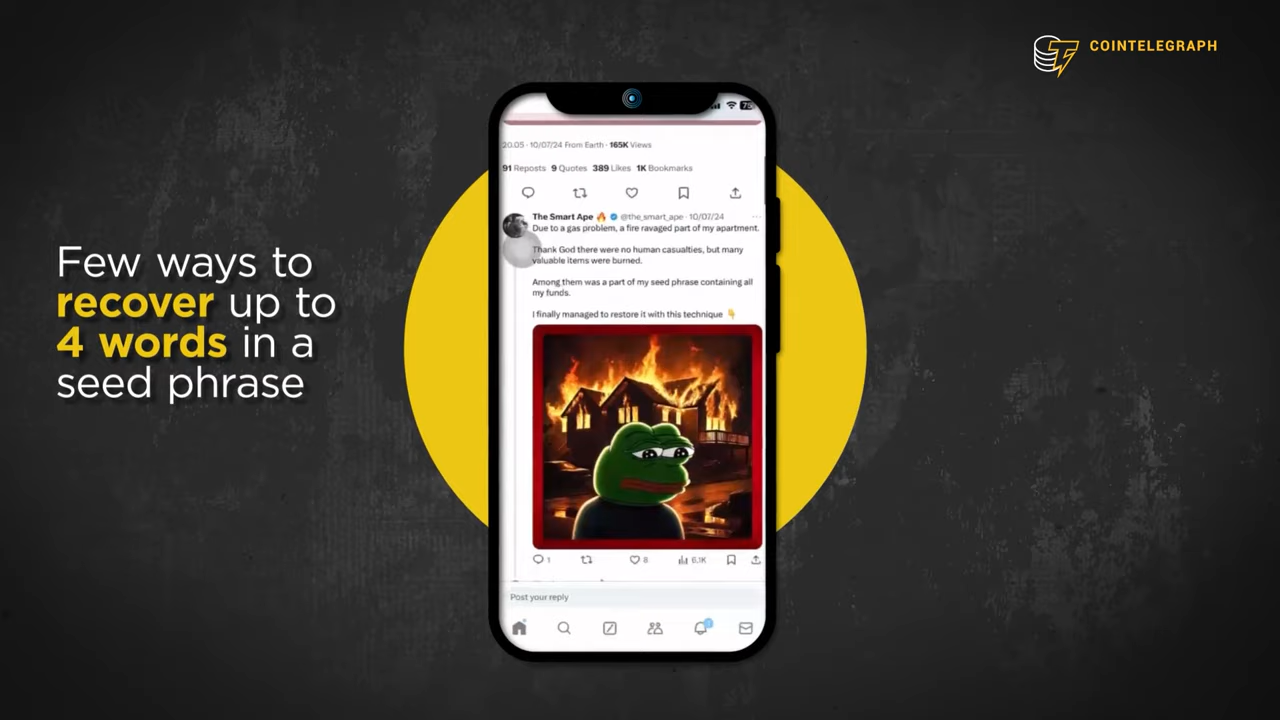 COINTELEGRAPH
Few ways to
recover up to
4 words in a
seed phrase
75
20:05 · 10/07/24 From Earth · 165K Views
91 Reposts 9 Quotes 389 Likes 1K Bookmarks
The Smart Ape 🔥 @the_smart_ape · 10/07/24 ...
Due to a gas problem, a fire ravaged part of my apartment.
Thank God there were no human casualties, but many
valuable items were burned.
Among them was a part of my seed phrase containing all
my funds.
I finally managed to restore it with this technique 👇
1 8 6,1K
Post your reply